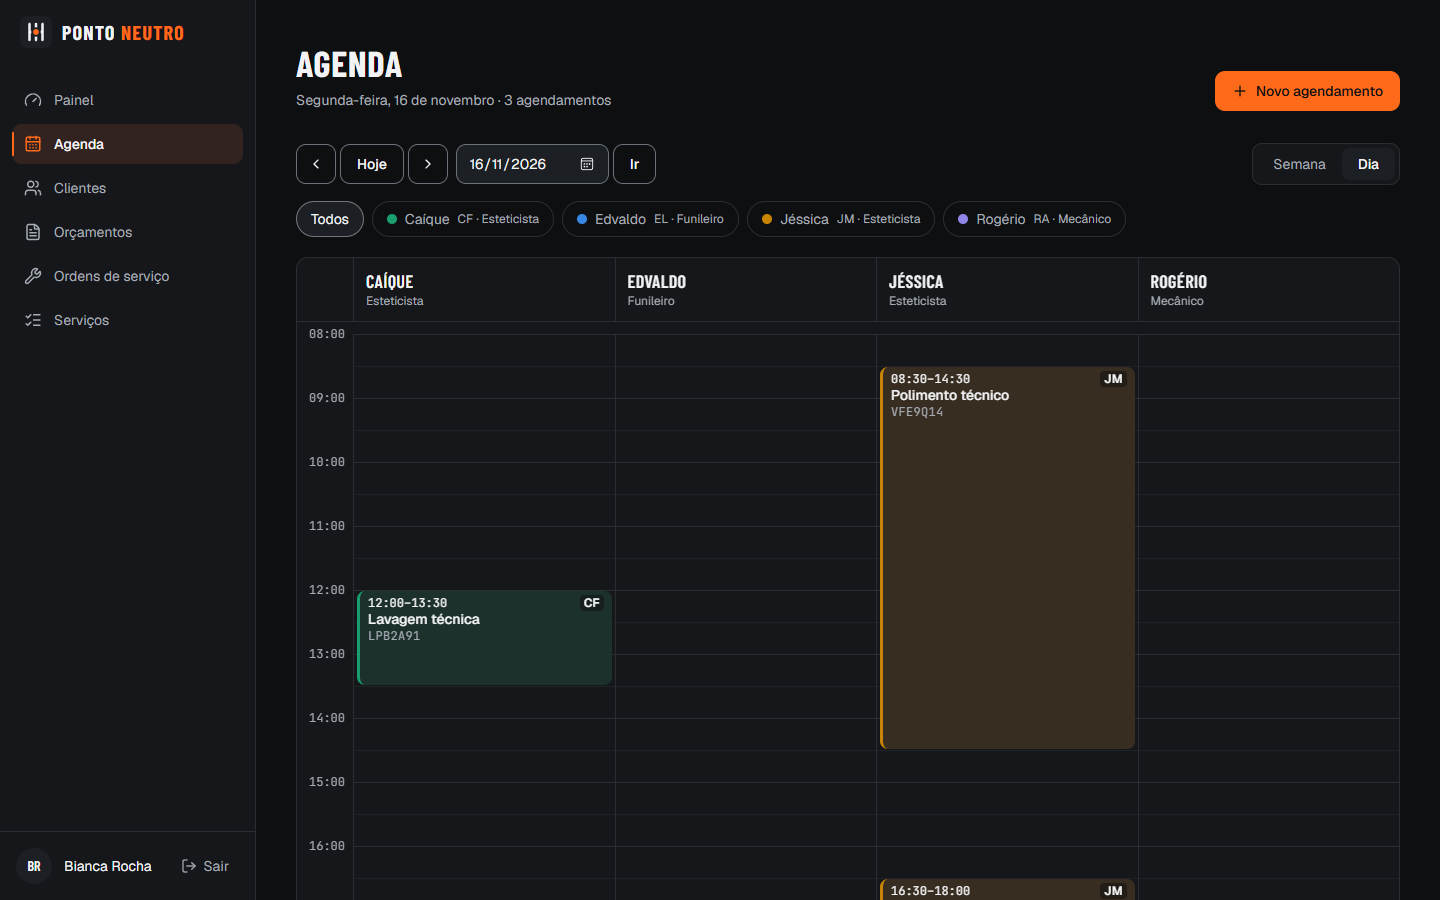 PONTO NEUTRO
Painel
Agenda
Clientes
Orçamentos
Ordens de serviço
Serviços
BR Bianca Rocha Sair
AGENDA
Segunda-feira, 16 de novembro · 3 agendamentos
Novo agendamento
Hoje 16/11/2026 Ir
Semana Dia
Todos Caíque CF · Esteticista Edvaldo EL · Funileiro Jéssica JM · Esteticista Rogério RA · Mecânico
CAÍQUE EDVALDO JÉSSICA ROGÉRIO
Esteticista Funileiro Esteticista Mecânico
08:00
08:30–14:30 JM
Polimento técnico
09:00
VFE9Q14
10:00
11:00
12:00
12:00–13:30 CF
Lavagem técnica
LPB2A91
13:00
14:00
15:00
16:00
16:30–18:00 JM